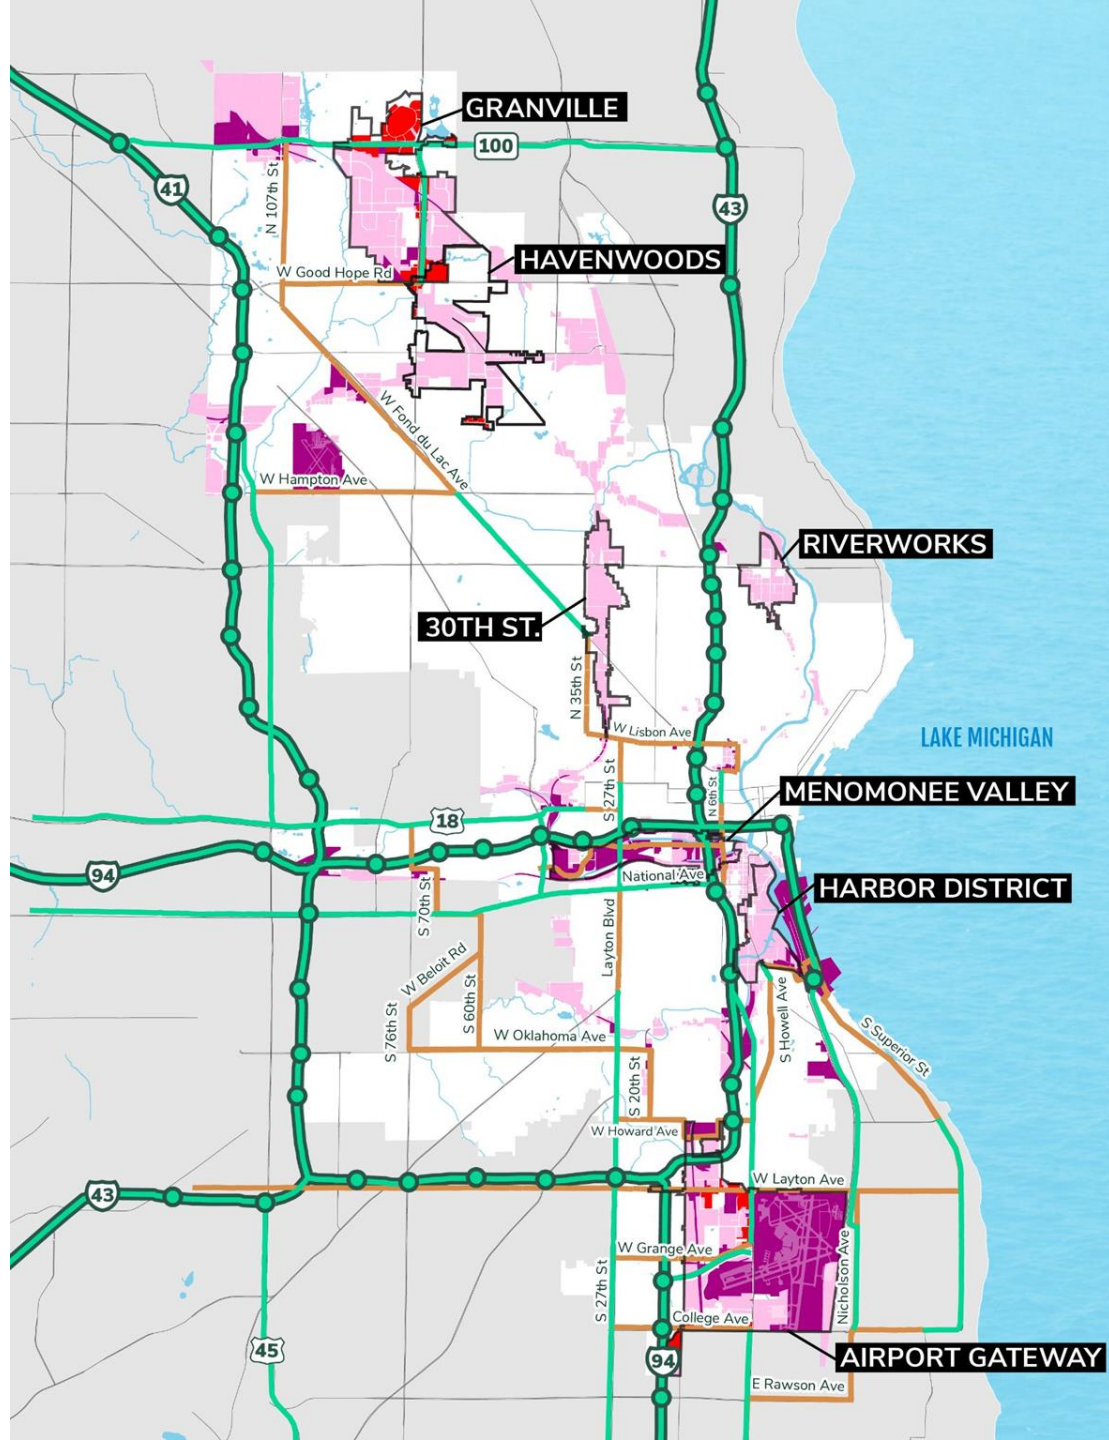 GRANVILLE
100
41
N 107th St
43
HAVENWOODS
W Good Hope Rd
W Fond du Lac Ave
W Hampton Ave
RIVERWORKS
30TH ST.
N 35th St
W Lisbon Ave
LAKE MICHIGAN
S 27th St
N 6th St
MENOMONEE VALLEY
18
94
National Ave
HARBOR DISTRICT
S 70th St
Layton Blvd
W Beloit Rd
S 60th St
S 76th St
W Oklahoma Ave
S Howell Ave
S Superior St
S 20th St
W Howard Ave
W Layton Ave
43
W Grange Ave
S 27th St
Nicholson Ave
College Ave
45
94
AIRPORT GATEWAY
E Rawson Ave